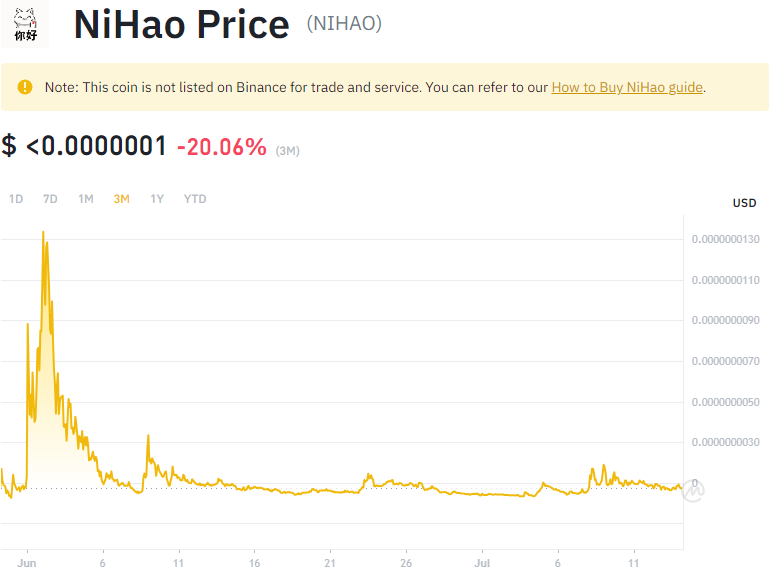 你好
NiHao Price (NIHAO)
Note: This coin is not listed on Binance for trade and service. You can refer to our How to Buy NiHao guide.
$ <0.0000001 -20.06% (3M)
1D 7D 1M 3M 1Y YTD
USD
0.0000000130
0.0000000110
0.0000000090
0.0000000070
0.0000000050
0.0000000030
0
Jun 6 11 16 21 26 Jul 6 11